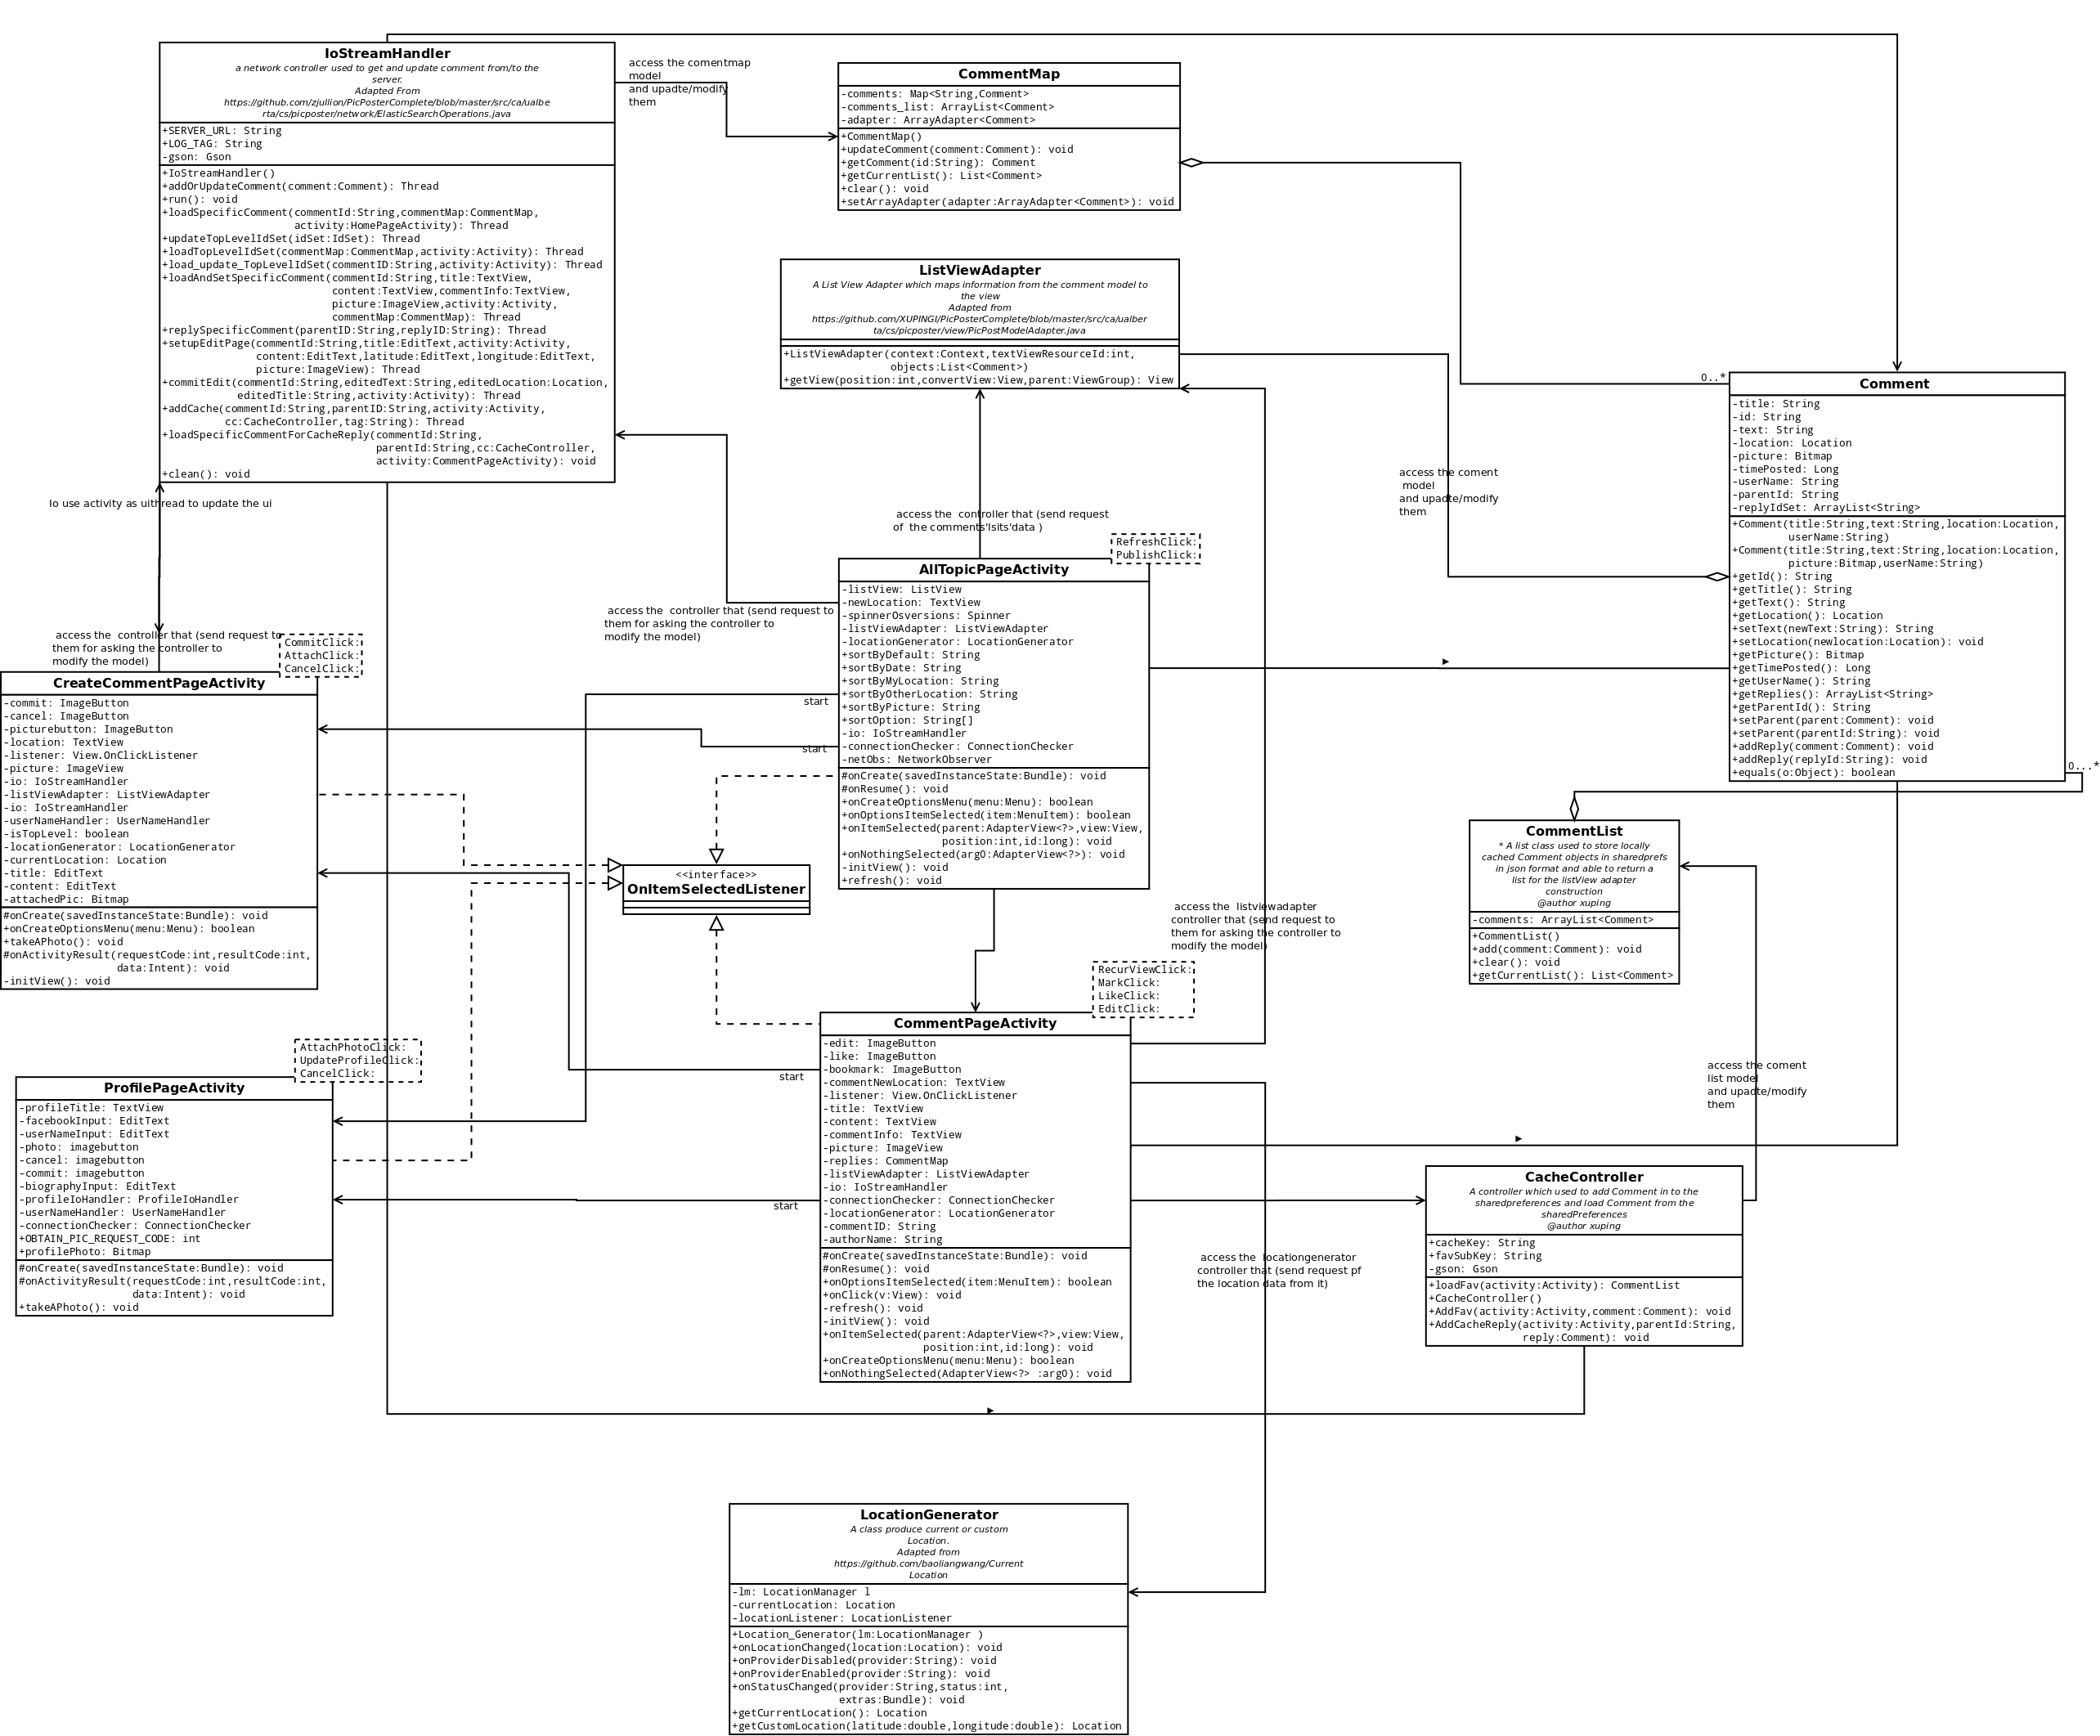 IoStreamHandler
a network controller used to get and update comment from/to the
server.
Adapted From
https://github.com/zjullion/PicPosterComplete/blob/master/src/ca/ualbe
rta/cs/picposter/network/ElasticSearchOperations.java
+SERVER_URL: String
+LOG_TAG: String
-gson: Gson
+IoStreamHandler()
+addOrUpdateComment(comment:Comment): Thread
+run(): void
+loadSpecificComment(commentId:String,commentMap:CommentMap,
activity:HomePageActivity): Thread
+updateTopLevelIdSet(idSet:IdSet): Thread
+loadTopLevelIdSet(commentMap:CommentMap,activity:Activity): Thread
+load_update_TopLevelIdSet(commentID:String,activity:Activity): Thread
+loadAndSetSpecificComment(commentId:String,title:TextView,
content:TextView,commentInfo:TextView,
picture:ImageView,activity:Activity,
commentMap:CommentMap): Thread
+replySpecificComment(parentID:String,replyID:String): Thread
+setupEditPage(commentId:String,title:EditText,activity:Activity,
content:EditText,latitude:EditText,longitude:EditText,
picture:ImageView): Thread
+commitEdit(commentId:String,editedText:String,editedLocation:Location,
editedTitle:String,activity:Activity): Thread
+addCache(commentId:String,parentID:String,activity:Activity,
cc:CacheController,tag:String): Thread
+loadSpecificCommentForCacheReply(commentId:String,
parentId:String,cc:CacheController,
activity:CommentPageActivity): void
+clean(): void
access the comentmap
model
and upadte/modify
them
CommentMap
-comments: Map<String,Comment>
-comments_list: ArrayList<Comment>
-adapter: ArrayAdapter<Comment>
+CommentMap()
+updateComment(comment:Comment): void
+getComment(id:String): Comment
+getCurrentList(): List<Comment>
+clear(): void
+setArrayAdapter(adapter:ArrayAdapter<Comment>): void
ListViewAdapter
A List View Adapter which maps information from the comment model to
the view
Adapted from
https://github.com/XUPINGI/PicPosterComplete/blob/master/src/ca/ualber
ta/cs/picposter/view/PicPostModelAdapter.java
+ListViewAdapter(context:Context,textViewResourceId:int,
objects:List<Comment>)
+getView(position:int,convertView:View,parent:ViewGroup): View
0..*
Comment
-title: String
-id: String
-text: String
-location: Location
-picture: Bitmap
-timePosted: Long
-userName: String
-parentId: String
-replyIdSet: ArrayList<String>
+Comment(title:String,text:String,location:Location,
userName:String)
+Comment(title:String,text:String,location:Location,
picture:Bitmap,userName:String)
+getId(): String
+getTitle(): String
+getText(): String
+getLocation(): Location
+setText(newText:String): String
+setLocation(newlocation:Location): void
+getPicture(): Bitmap
+getTimePosted(): Long
+getUserName(): String
+getReplies(): ArrayList<String>
+getParentId(): String
+setParent(parent:Comment): void
+setParent(parentId:String): void
+addReply(comment:Comment): void
+addReply(replyId:String): void
+equals(o:Object): boolean
0...*
access the coment
model
and upadte/modify
them
Io use activity as uithread to update the ui
access the  controller that (send request
of  the comments'lsits'data )
RefreshClick:
PublishClick:
AllTopicPageActivity
-listView: ListView
-newLocation: TextView
-spinnerOsversions: Spinner
-listViewAdapter: ListViewAdapter
-locationGenerator: LocationGenerator
+sortByDefault: String
+sortByDate: String
+sortByMyLocation: String
+sortByOtherLocation: String
+sortByPicture: String
+sortOption: String[]
-io: IoStreamHandler
-connectionChecker: ConnectionChecker
-netObs: NetworkObserver
#onCreate(savedInstanceState:Bundle): void
#onResume(): void
+onCreateOptionsMenu(menu:Menu): boolean
+onOptionsItemSelected(item:MenuItem): boolean
+onItemSelected(parent:AdapterView<?>,view:View,
position:int,id:long): void
+onNothingSelected(arg0:AdapterView<?>): void
-initView(): void
+refresh(): void
access the  controller that (send request to
them for asking the controller to
modify the model)
access the  controller that (send request to
them for asking the controller to
modify the model)
CommitClick:
AttachClick:
CancelClick:
CreateCommentPageActivity
-commit: ImageButton
-cancel: ImageButton
-picturebutton: ImageButton
-location: TextView
-listener: View.OnClickListener
-picture: ImageView
-io: IoStreamHandler
-listViewAdapter: ListViewAdapter
-io: IoStreamHandler
-userNameHandler: UserNameHandler
-isTopLevel: boolean
-locationGenerator: LocationGenerator
-currentLocation: Location
-title: EditText
-content: EditText
-attachedPic: Bitmap
#onCreate(savedInstanceState:Bundle): void
+onCreateOptionsMenu(menu:Menu): boolean
+takeAPhoto(): void
#onActivityResult(requestCode:int,resultCode:int,
data:Intent): void
-initView(): void
start
start
<<interface>>
OnItemSelectedListener
CommentList
* A list class used to store locally
cached Comment objects in sharedprefs
in json format and able to return a
list for the listView adapter
construction
@author xuping
-comments: ArrayList<Comment>
+CommentList()
+add(comment:Comment): void
+clear(): void
+getCurrentList(): List<Comment>
access the  listviewadapter
controller that (send request to
them for asking the controller to
modify the model)
RecurViewClick:
MarkClick:
LikeClick:
EditClick:
CommentPageActivity
-edit: ImageButton
-like: ImageButton
-bookmark: ImageButton
-commentNewLocation: TextView
-listener: View.OnClickListener
-title: TextView
-content: TextView
-commentInfo: TextView
-picture: ImageView
-replies: CommentMap
-listViewAdapter: ListViewAdapter
-io: IoStreamHandler
-connectionChecker: ConnectionChecker
-locationGenerator: LocationGenerator
-commentID: String
-authorName: String
#onCreate(savedInstanceState:Bundle): void
#onResume(): void
+onOptionsItemSelected(item:MenuItem): boolean
+onClick(v:View): void
-refresh(): void
-initView(): void
+onItemSelected(parent:AdapterView<?>,view:View,
position:int,id:long): void
+onCreateOptionsMenu(menu:Menu): boolean
+onNothingSelected(AdapterView<?> :arg0): void
start
start
AttachPhotoClick:
UpdateProfileClick:
CancelClick:
ProfilePageActivity
-profileTitle: TextView
-facebookInput: EditText
-userNameInput: EditText
-photo: imagebutton
-cancel: imagebutton
-commit: imagebutton
-biographyInput: EditText
-profileIoHandler: ProfileIoHandler
-userNameHandler: UserNameHandler
-connectionChecker: ConnectionChecker
+OBTAIN_PIC_REQUEST_CODE: int
+profilePhoto: Bitmap
#onCreate(savedInstanceState:Bundle): void
#onActivityResult(requestCode:int,resultCode:int,
data:Intent): void
+takeAPhoto(): void
access the coment
list model
and upadte/modify
them
CacheController
A controller which used to add Comment in to the
sharedpreferences and load Comment from the
sharedPreferences
@author xuping
+cacheKey: String
+favSubKey: String
-gson: Gson
+loadFav(activity:Activity): CommentList
+CacheController()
+AddFav(activity:Activity,comment:Comment): void
+AddCacheReply(activity:Activity,parentId:String,
reply:Comment): void
access the  locationgenerator
controller that (send request pf
the location data from it)
LocationGenerator
A class produce current or custom
Location.
Adapted from
https://github.com/baoliangwang/Current
Location
-lm: LocationManager l
-currentLocation: Location
-locationListener: LocationListener
+Location_Generator(lm:LocationManager )
+onLocationChanged(location:Location): void
+onProviderDisabled(provider:String): void
+onProviderEnabled(provider:String): void
+onStatusChanged(provider:String,status:int,
extras:Bundle): void
+getCurrentLocation(): Location
+getCustomLocation(latitude:double,longitude:double): Location